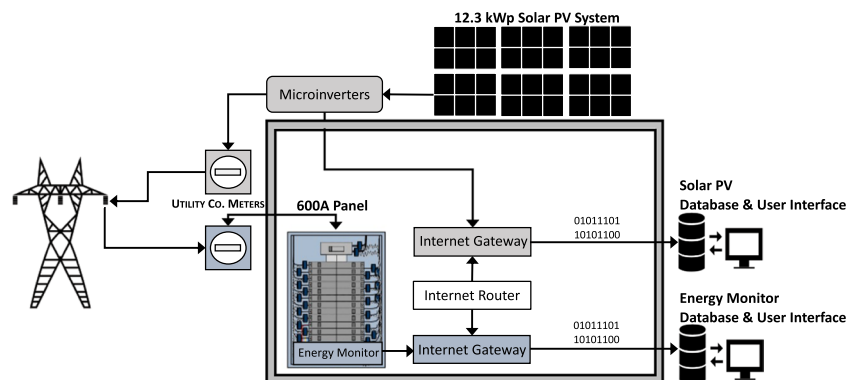 12.3 kWp Solar PV System
Microinverters
UTILITY CO. METERS
600A Panel
Solar PV
Database & User Interface
01011101
10101100
Internet Gateway
Internet Router
Energy Monitor
Database & User Interface
01011101
10101100
Energy Monitor
Internet Gateway